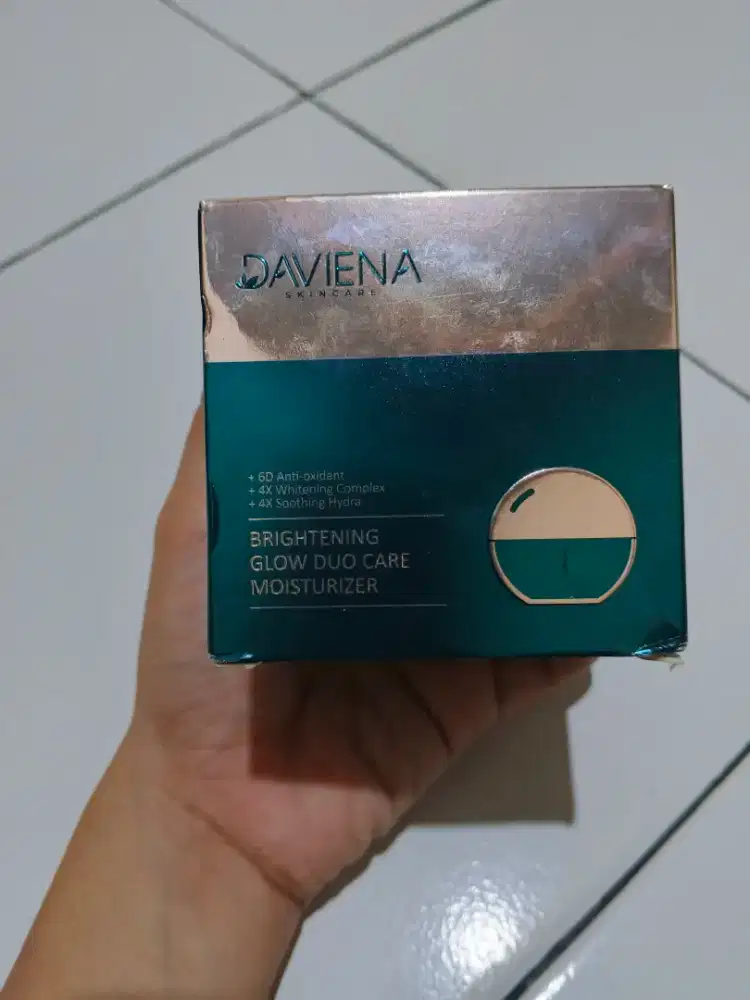 DAVIENA
SKINCARE
+ 6D Anti-oxidant
+ 4X Whitening Complex
+ 4X Soothing Hydra
BRIGHTENING
GLOW DUO CARE
MOISTURIZER